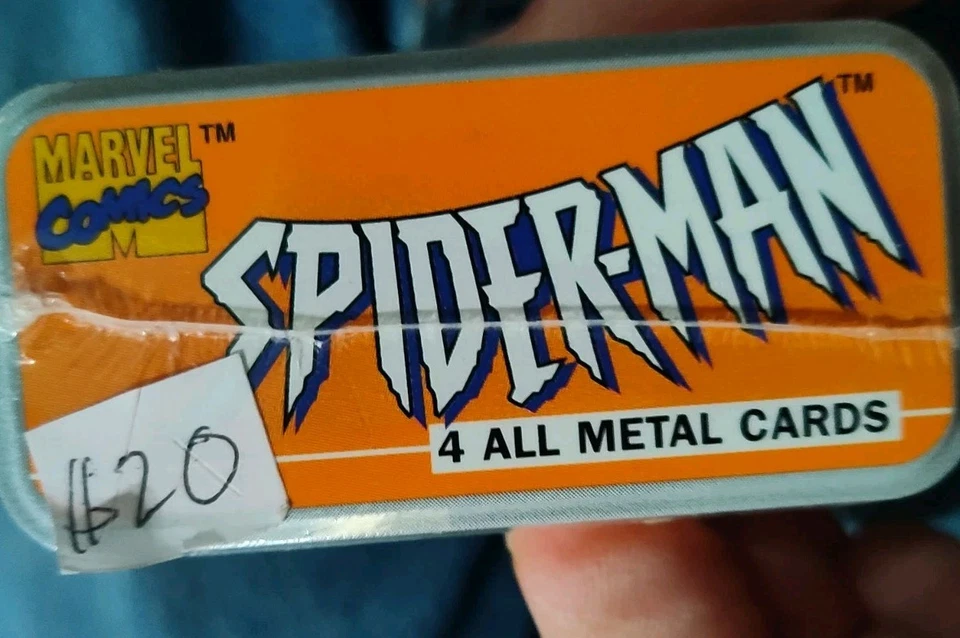 MARVEL™
COMICS
M
SPIDER-MAN™
4 ALL METAL CARDS
$20